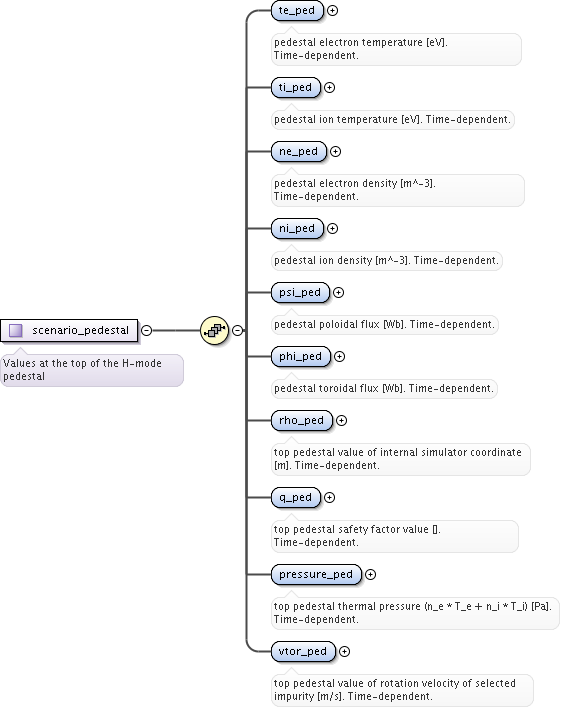 te_ped
pedestal electron temperature [eV].
Time-dependent.
ti_ped
pedestal ion temperature [eV]. Time-dependent.
ne_ped
pedestal electron density [m^-3].
Time-dependent.
ni_ped
pedestal ion density [m^-3]. Time-dependent.
psi_ped
pedestal poloidal flux [Wb]. Time-dependent.
scenario_pedestal
Values at the top of the H-mode
pedestal
phi_ped
pedestal toroidal flux [Wb]. Time-dependent.
rho_ped
top pedestal value of internal simulator coordinate
[m]. Time-dependent.
q_ped
top pedestal safety factor value [].
Time-dependent.
pressure_ped
top pedestal thermal pressure (n_e * T_e + n_i * T_i) [Pa].
Time-dependent.
vtor_ped
top pedestal value of rotation velocity of selected
impurity [m/s]. Time-dependent.